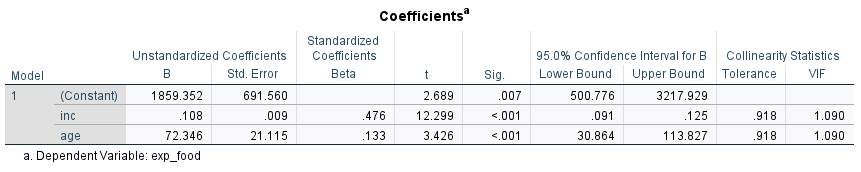 Coefficientsa
Unstandardized Coefficients Standardized Coefficients 95.0% Confidence Interval for B Collinearity Statistics
Model B Std. Error Beta t Sig. Lower Bound Upper Bound Tolerance VIF
1 (Constant) 1859.352 691.560 2.689 .007 500.776 3217.929
inc .108 .009 .476 12.299 <.001 .091 .125 .918 1.090
age 72.346 21.115 .133 3.426 <.001 30.864 113.827 .918 1.090
a. Dependent Variable: exp_food